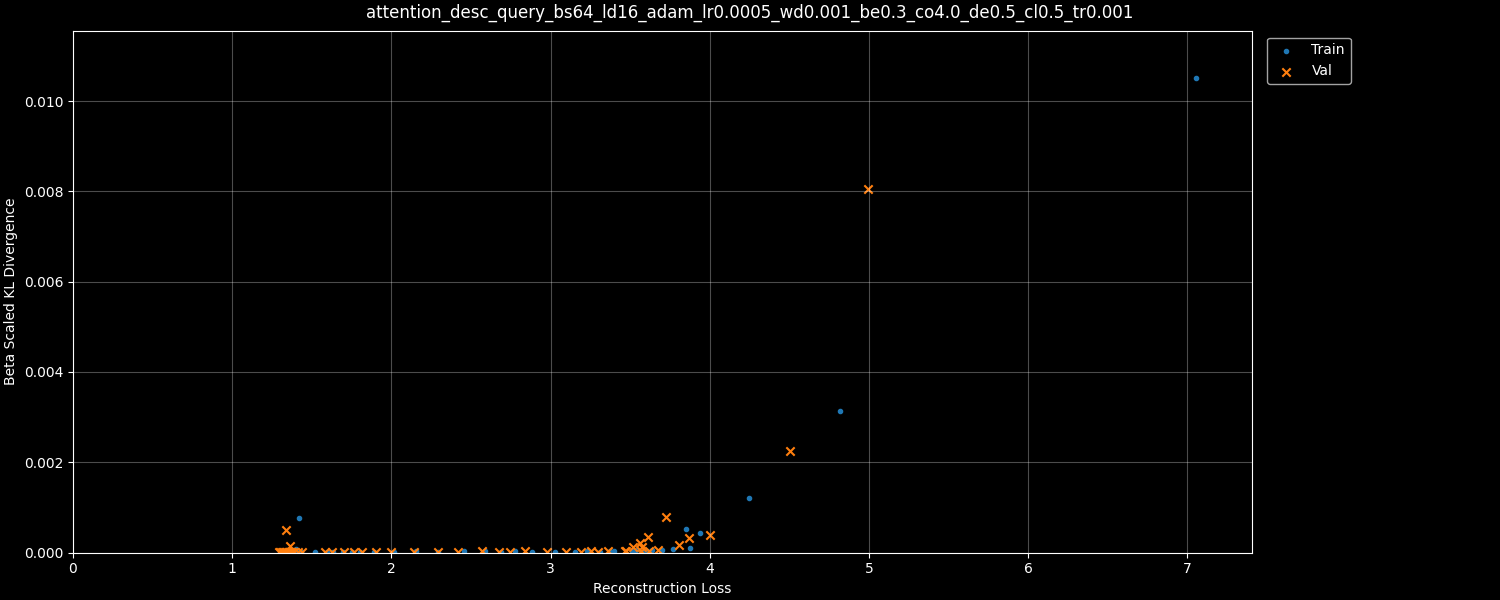 attention_desc_query_bs64_ld16_adam_lr0.0005_wd0.001_be0.3_co4.0_de0.5_cl0.5_tr0.001
Train
Val
Beta Scaled KL Divergence
0.010
0.008
0.006
0.004
0.002
0.000
0 1 2 3 4 5 6 7
Reconstruction Loss